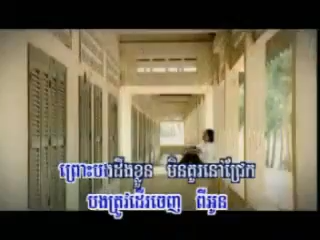 ព្រោះបងដឹងខ្លួន មិនគួរនៅជ្រែក
បងត្រូវដើរចេញ ពីអូន